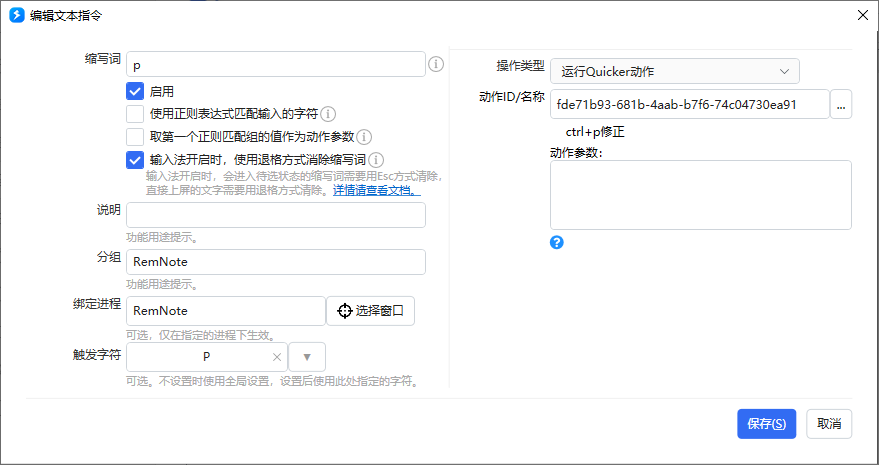 编辑文本指令
缩写词
p
启用
使用正则表达式匹配输入的字符
取第一个正则匹配组的值作为动作参数
输入法开启时，使用退格方式消除缩写词
输入法开启时，会进入待选状态的缩写词需要用Esc方式清除，
直接上屏的文字需要用退格方式清除。详情请查看文档。
说明
功能用途提示。
分组
RemNote
功能用途提示。
绑定进程
RemNote
选择窗口
可选，仅在指定的进程下生效。
触发字符
P
可选。不设置时使用全局设置，设置后使用此处指定的字符。
操作类型
运行Quicker动作
动作ID/名称
fde71b93-681b-4aab-b7f6-74c04730ea91
...
ctrl+p修正
动作参数:
保存(S)
取消